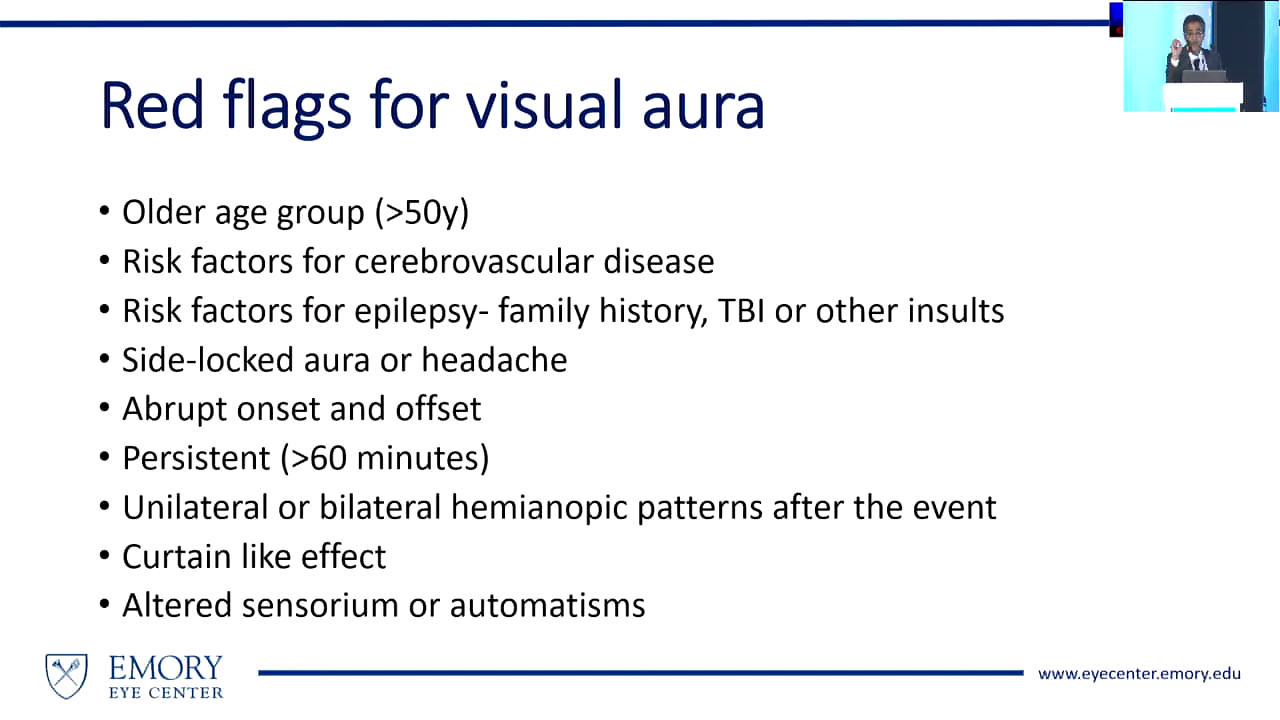 Red flags for visual aura
• Older age group (>50y)
• Risk factors for cerebrovascular disease
• Risk factors for epilepsy- family history, TBI or other insults
• Side-locked aura or headache
• Abrupt onset and offset
• Persistent (>60 minutes)
• Unilateral or bilateral hemianopic patterns after the event
• Curtain like effect
• Altered sensorium or automatisms
EMORY
EYE CENTER
www.eyecenter.emory.edu